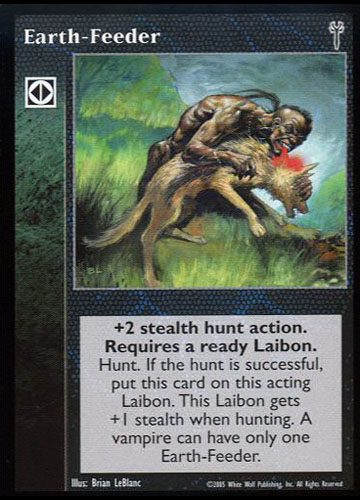 Earth-Feeder
BL
+2 stealth hunt action.
Requires a ready Laibon.
Hunt. If the hunt is successful,
put this card on this acting
Laibon. This Laibon gets
+1 stealth when hunting. A
vampire can have only one
Earth-Feeder.
Illus: Brian LeBlanc
©2005 White Wolf Publishing, Inc. All Rights Reserved